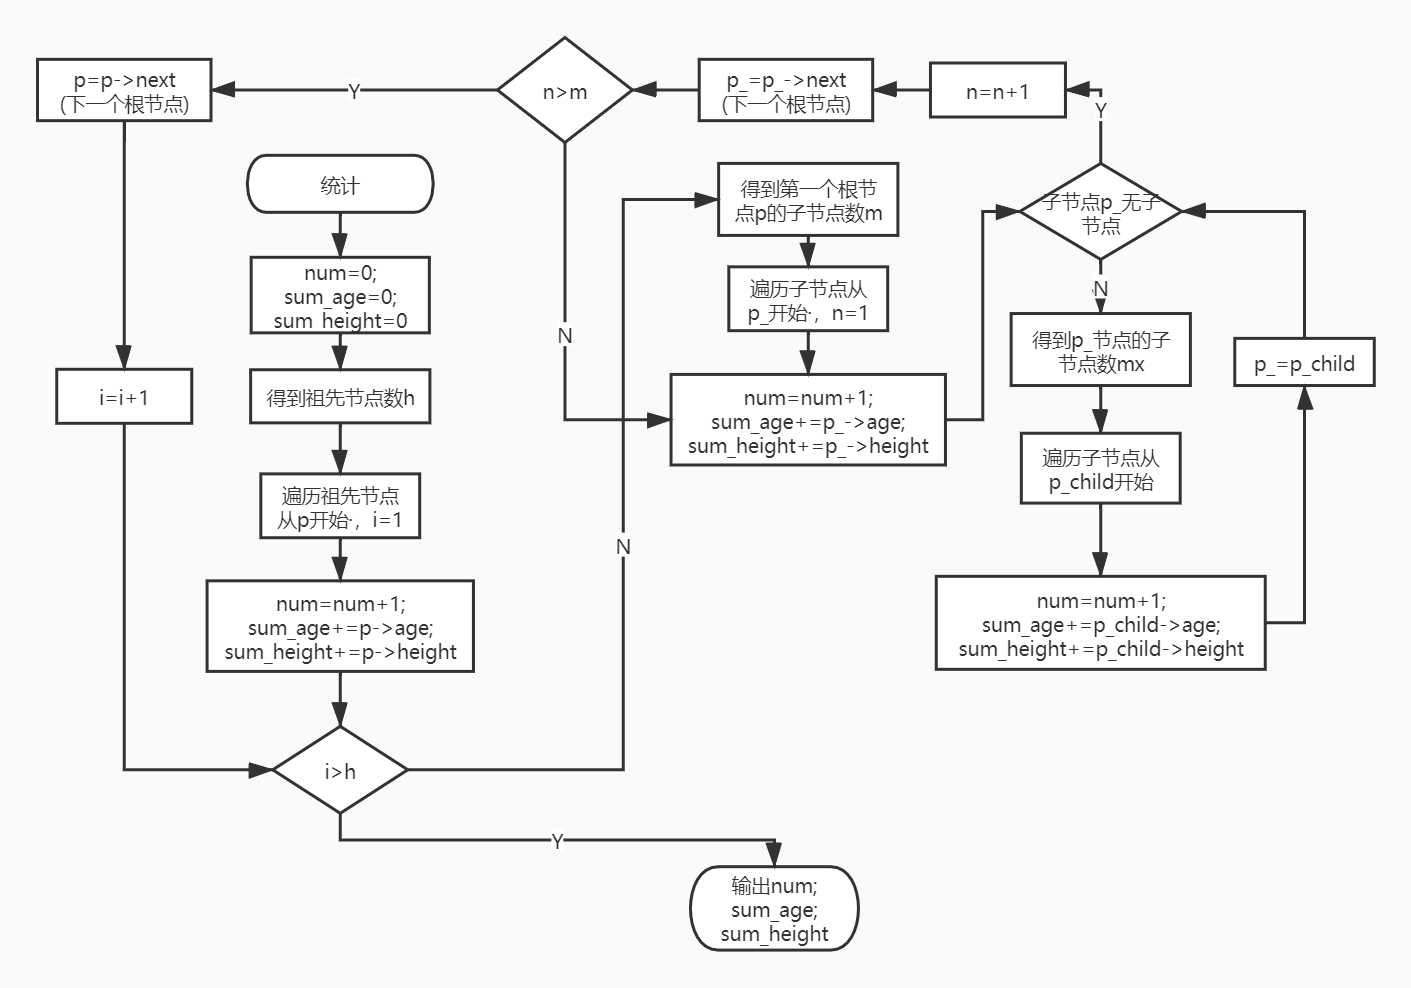 p=p->next
(下一个根节点)
Y
n>m
p_=p_->next
(下一个根节点)
n=n+1
Y
统计
num=0;
sum_age=0;
sum_height=0
得到祖先节点数h
遍历祖先节点
从p开始·，i=1
num=num+1;
sum_age+=p->age;
sum_height+=p->height
i>h
i=i+1
N
N
Y
得到第一个根节
点p的子节点数m
遍历子节点从
p_开始·，n=1
num=num+1;
sum_age+=p_->age;
sum_height+=p_->height
子节点p_无子
节点
N
得到p_节点的子
节点数mx
遍历子节点从
p_child开始
num=num+1;
sum_age+=p_child->age;
sum_height+=p_child->height
p_=p_child
输出num;
sum_age;
sum_height